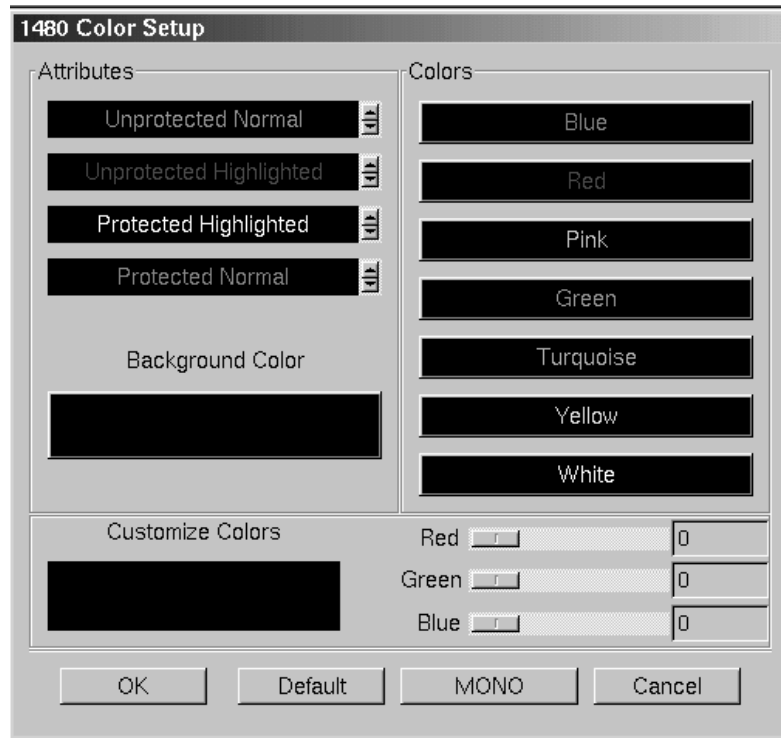 1480 Color Setup
Attributes
Unprotected Normal
Unprotected Highlighted
Protected Highlighted
Protected Normal
Background Color
Colors
Blue
Red
Pink
Green
Turquoise
Yellow
White
Customize Colors
Red 0
Green 0
Blue 0
OK Default MONO Cancel